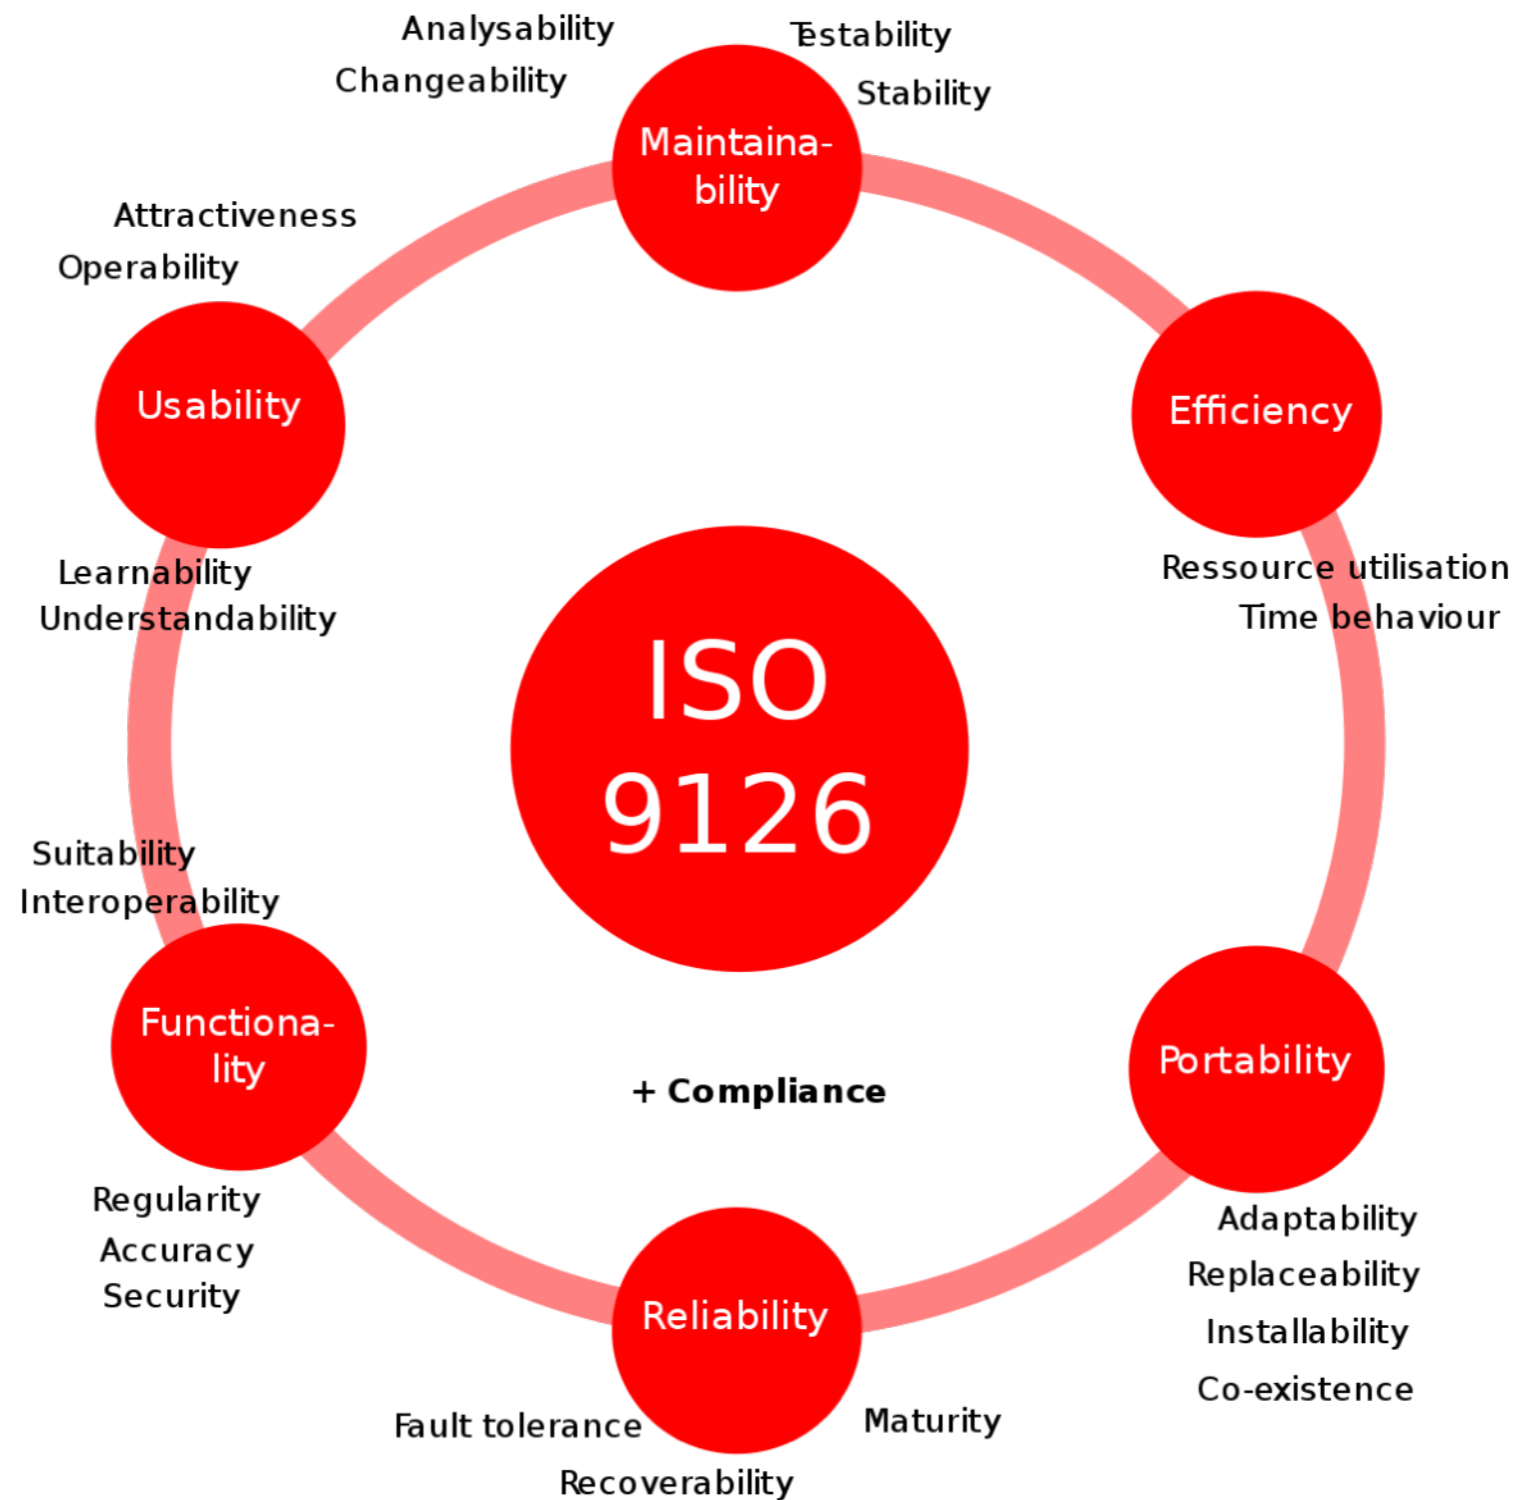 Analysability
Testability
Changeability
Stability
Maintaina-
bility
Attractiveness
Operability
Usability
Learnability
Understandability
Efficiency
Ressource utilisation
Time behaviour
ISO
9126
Suitability
Interoperability
Functiona-
lity
Regularity
Accuracy
Security
+ Compliance
Portability
Adaptability
Replaceability
Installability
Co-existence
Reliability
Fault tolerance
Maturity
Recoverability